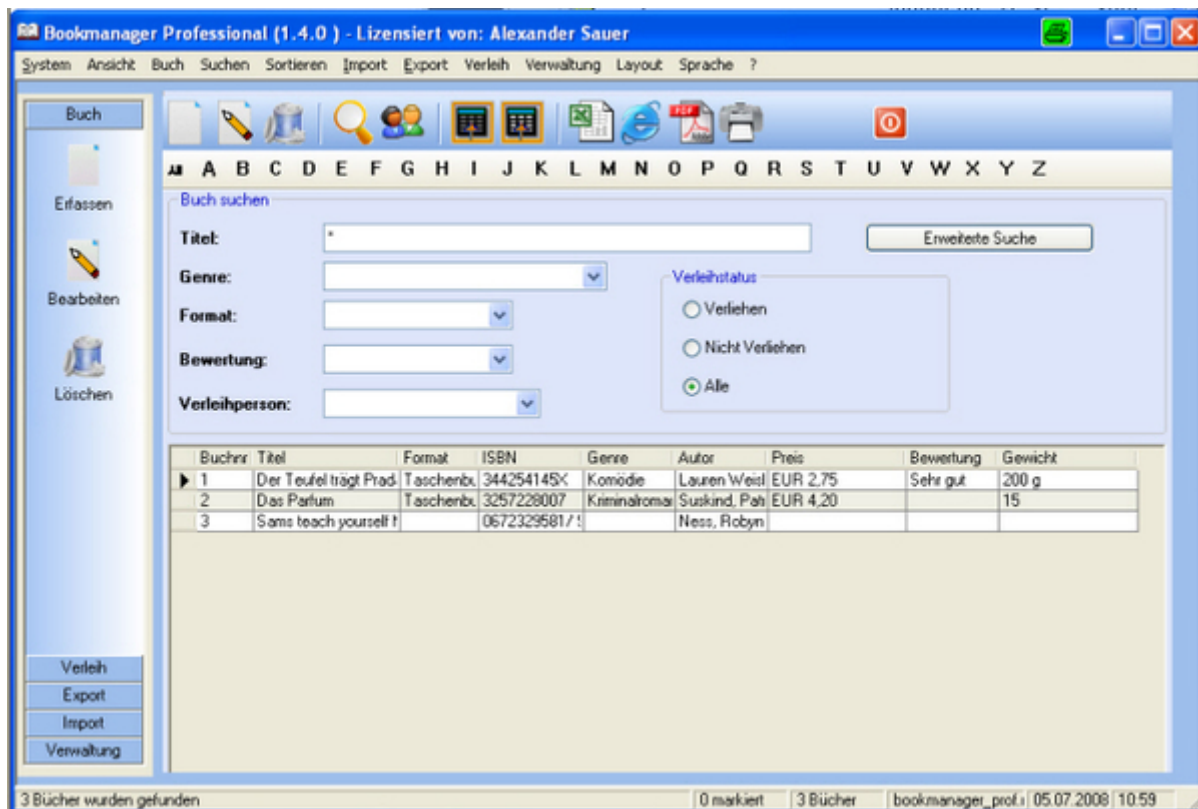 Bookmanager Professional (1.4.0 ) - Lizensiert von: Alexander Sauer
System Ansicht Buch Suchen Sortieren Import Export Verleih Verwaltung Layout Sprache ?
Buch
Erfassen
Bearbeiten
Löschen
Verleih
Export
Import
Verwaltung
PDF
All A B C D E F G H I J K L M N O P Q R S T U V W X Y Z
Buch suchen
Titel: *
Erweiterte Suche
Genre:
Format:
Bewertung:
Verleihperson:
Verleihstatus
Verliehen
Nicht Verliehen
Alle
Buchnr Titel Format ISBN Genre Autor Preis Bewertung Gewicht
1 Der Teufel trägt Prad Taschenbu 344254145X Komödie Lauren Weisl EUR 2,75 Sehr gut 200 g
2 Das Parfum Taschenbu 3257228007 Kriminalroma Suskind, Pat EUR 4,20 15
3 Sams teach yourself 0672329581 / Ness, Robyn
3 Bücher wurden gefunden
0 markiert 3 Bücher bookmanager_prof. 05.07.2008 10:59